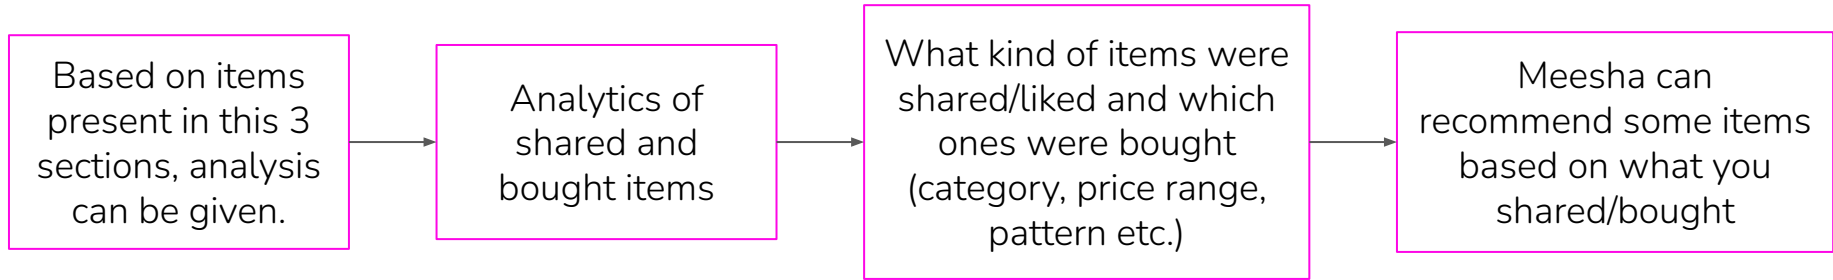 Based on items
present in this 3
sections, analysis
can be given.
Analytics of
shared and
bought items
What kind of items were
shared/liked and which
ones were bought
(category, price range,
pattern etc.)
Meesha can
recommend some items
based on what you
shared/bought